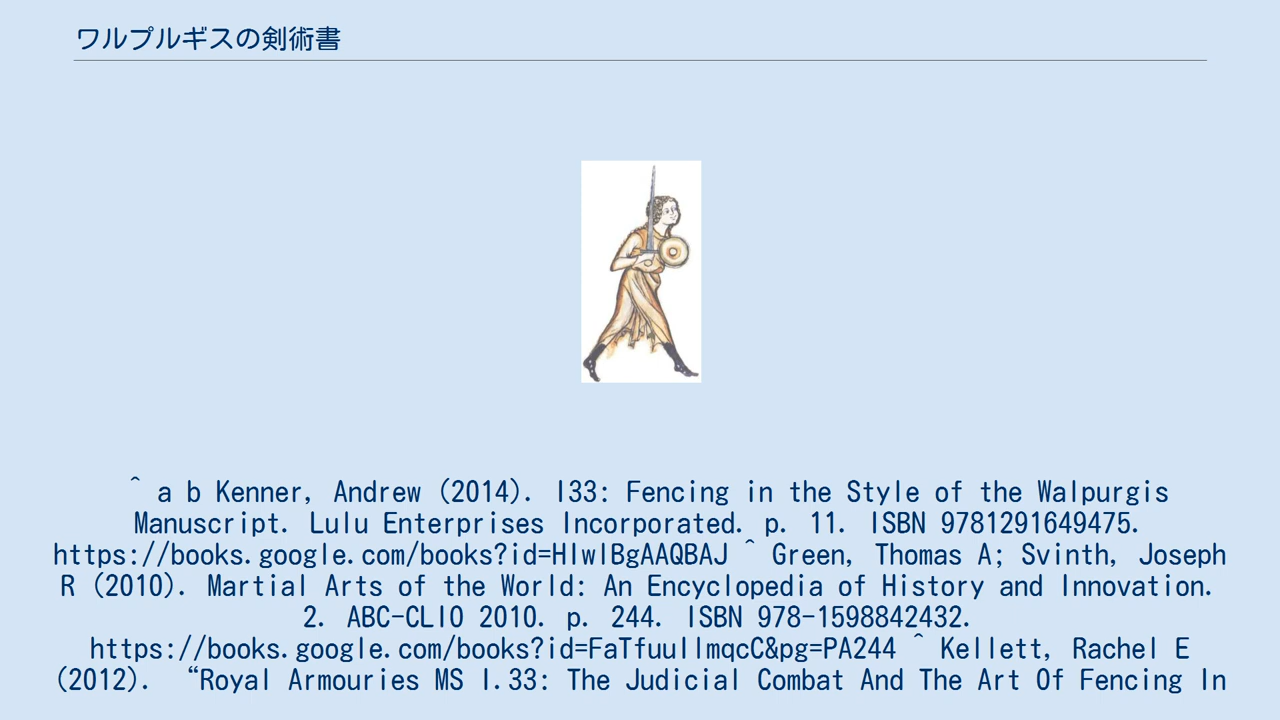 ワルプルギスの剣術書
^ a b Kenner, Andrew (2014). I33: Fencing in the Style of the Walpurgis
Manuscript. Lulu Enterprises Incorporated. p. 11. ISBN 9781291649475.
https://books.google.com/books?id=HIwIBgAAQBAJ ^ Green, Thomas A; Svinth, Joseph
R (2010). Martial Arts of the World: An Encyclopedia of History and Innovation.
2. ABC-CLIO 2010. p. 244. ISBN 978-1598842432.
https://books.google.com/books?id=FaTfuuIlmqcC&pg=PA244 ^ Kellett, Rachel E
(2012). “Royal Armouries MS I.33: The Judicial Combat And The Art Of Fencing In